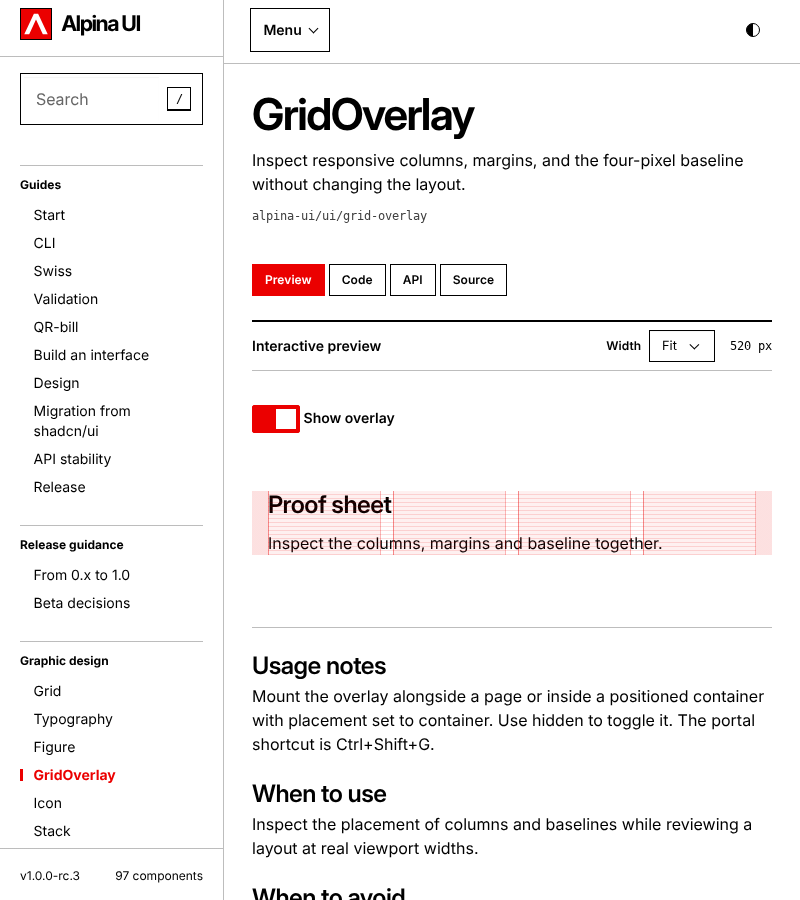 Alpina UI
Search
/
Guides
Start
CLI
Swiss
Validation
QR-bill
Build an interface
Design
Migration from
shadcn/ui
API stability
Release
Release guidance
From 0.x to 1.0
Beta decisions
Graphic design
Grid
Typography
Figure
GridOverlay
Icon
Stack
v1.0.0-rc.3
97 components
Menu
GridOverlay
Inspect responsive columns, margins, and the four-pixel baseline
without changing the layout.
alpina-ui/ui/grid-overlay
Preview
Code
API
Source
Interactive preview
Width
Fit
520 px
Show overlay
Proof sheet
Inspect the columns, margins and baseline together.
Usage notes
Mount the overlay alongside a page or inside a positioned container
with placement set to container. Use hidden to toggle it. The portal
shortcut is Ctrl+Shift+G.
When to use
Inspect the placement of columns and baselines while reviewing a
layout at real viewport widths.
When to avoid